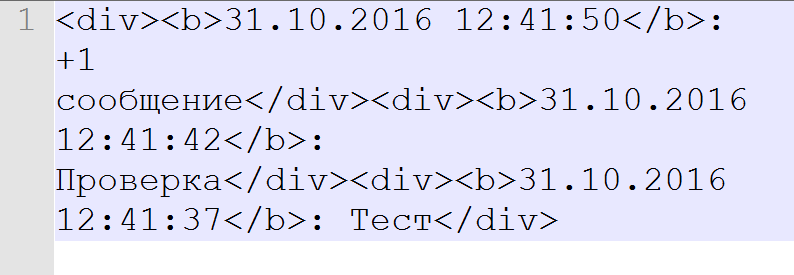 1 <div><b>31.10.2016 12:41:50</b>:
+1
сообщение</div><div><b>31.10.2016
12:41:42</b>:
Проверка</div><div><b>31.10.2016
12:41:37</b>: Тест</div>